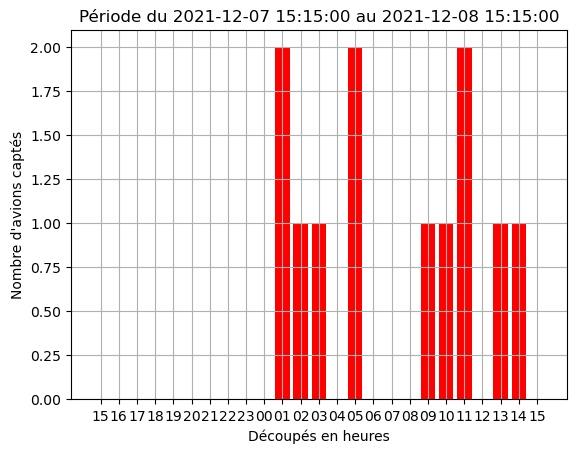 Période du 2021-12-07 15:15:00 au 2021-12-08 15:15:00
2.00
1.75
1.50
1.25
1.00
0.75
0.50
0.25
0.00
Nombre d'avions captés
15 16 17 18 19 20 21 22 23 00 01 02 03 04 05 06 07 08 09 10 11 12 13 14 15
Découpés en heures